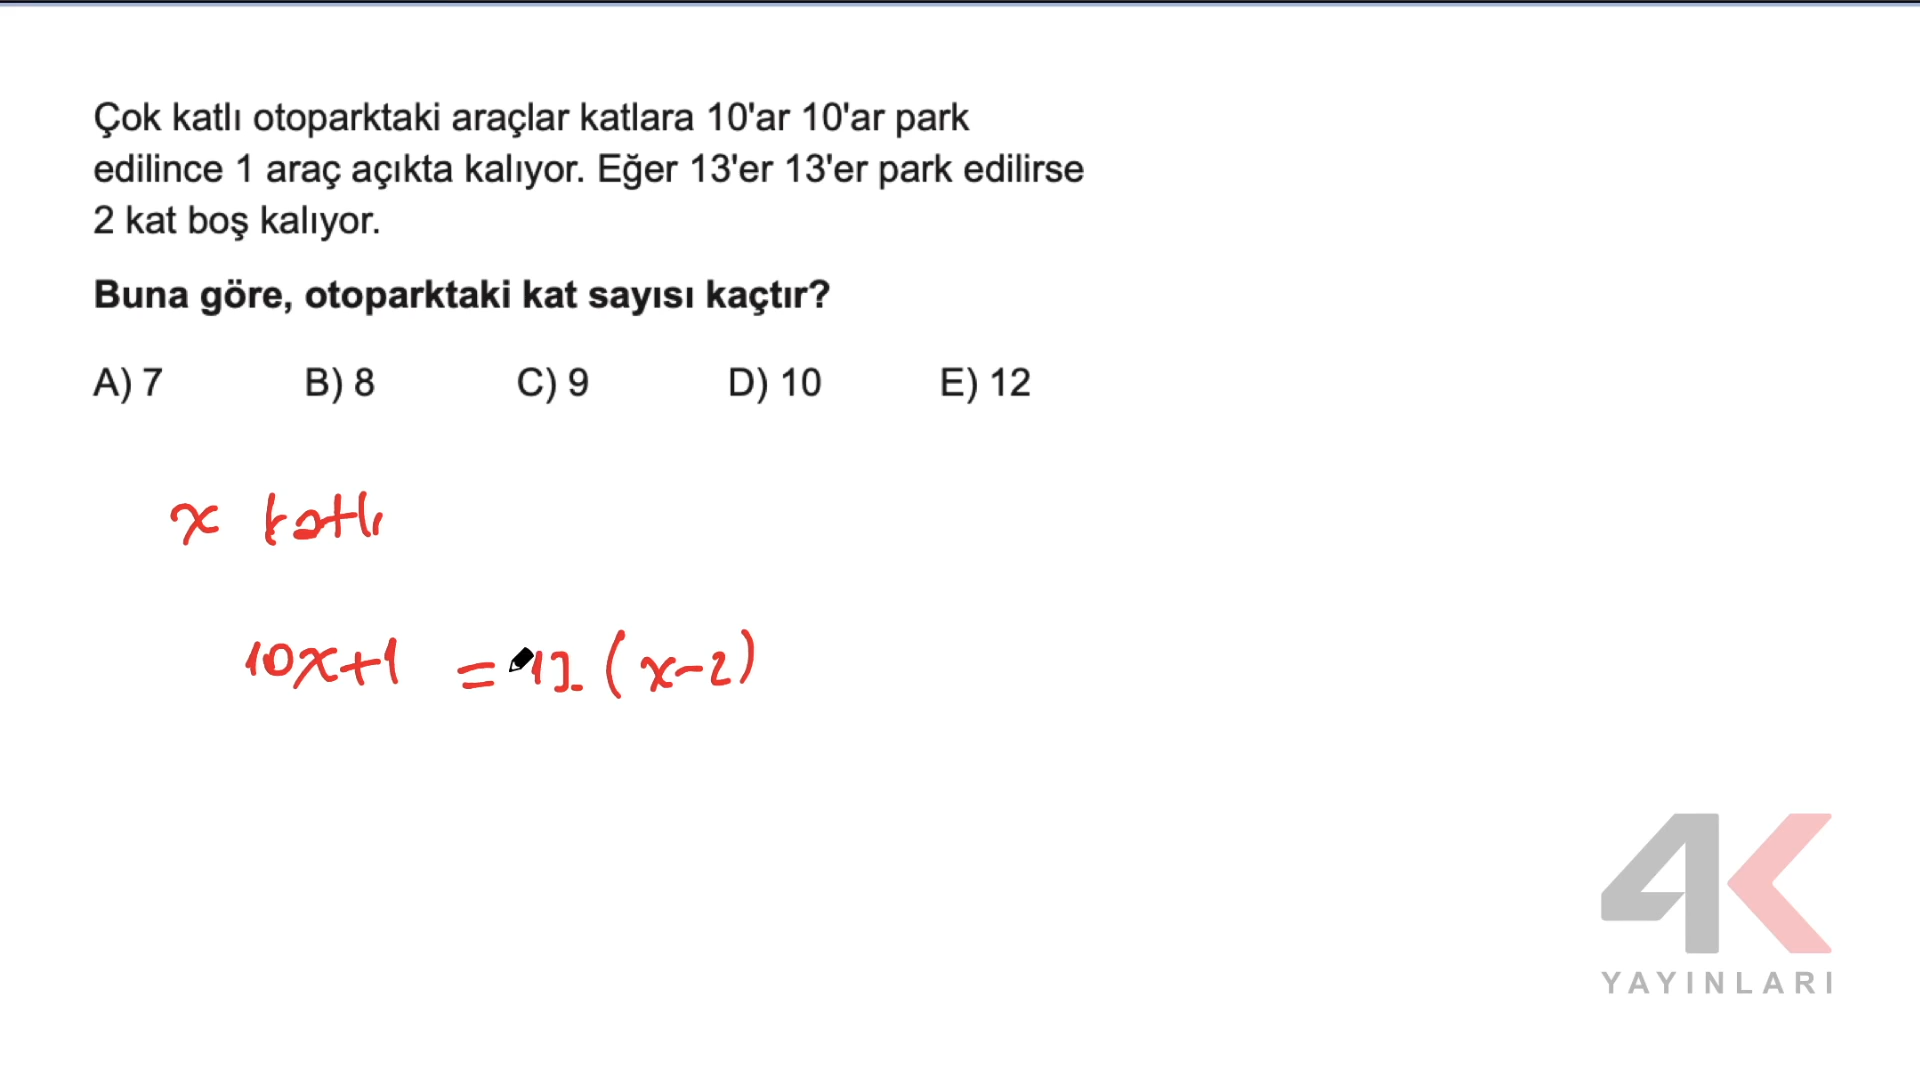 Çok katlı otoparktaki araçlar katlara 10'ar 10'ar park
edilince 1 araç açıkta kalıyor. Eğer 13'er 13'er park edilirse
2 kat boş kalıyor.
Buna göre, otoparktaki kat sayısı kaçtır?
A) 7 B) 8 C) 9 D) 10 E) 12
x katlı
10x+1 = 13 (x-2)
4K
YAYINLARI